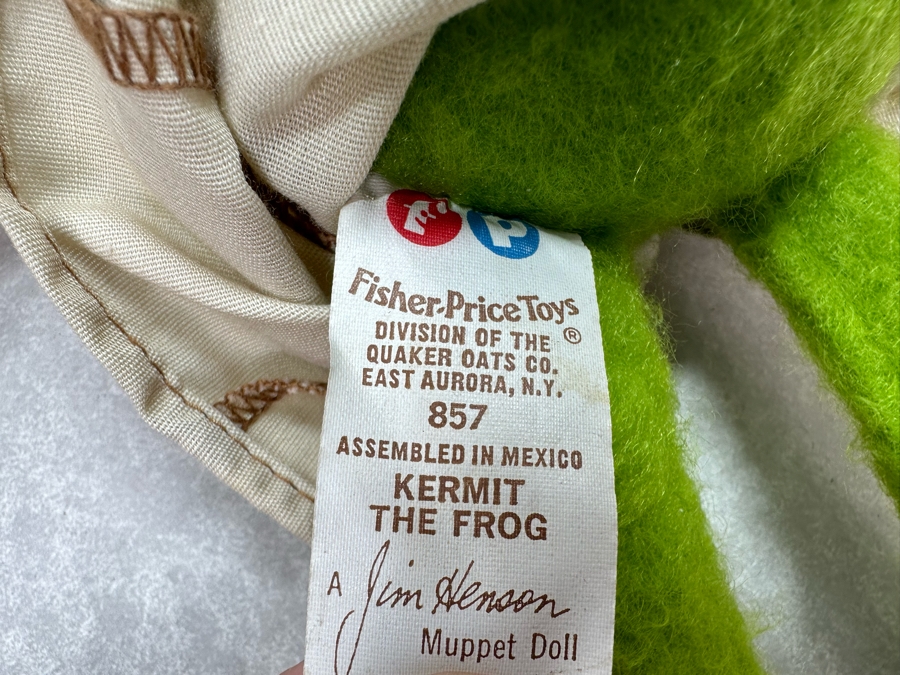 FP
Fisher-Price Toys
®
DIVISION OF THE
QUAKER OATS CO.
EAST AURORA, N.Y.
857
ASSEMBLED IN MEXICO
KERMIT
THE FROG
A Jim Henson
Muppet Doll